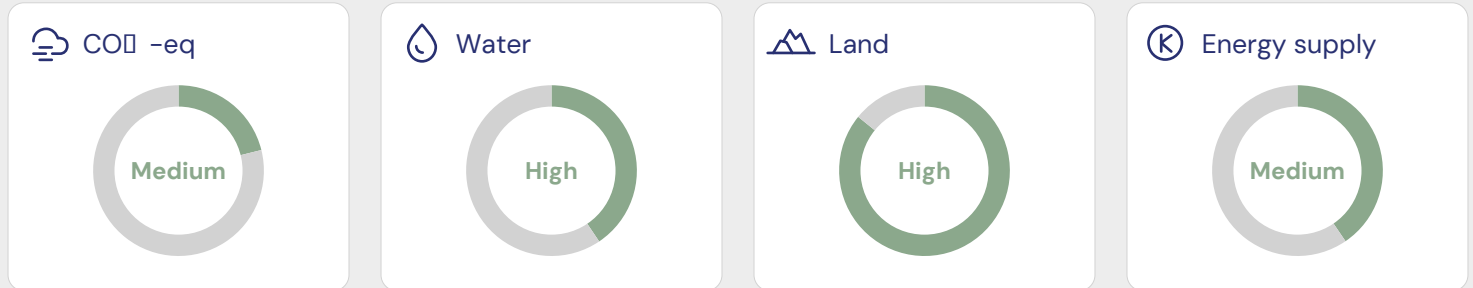 CO▯ -eq
Medium
Water
High
Land
High
Energy supply
Medium